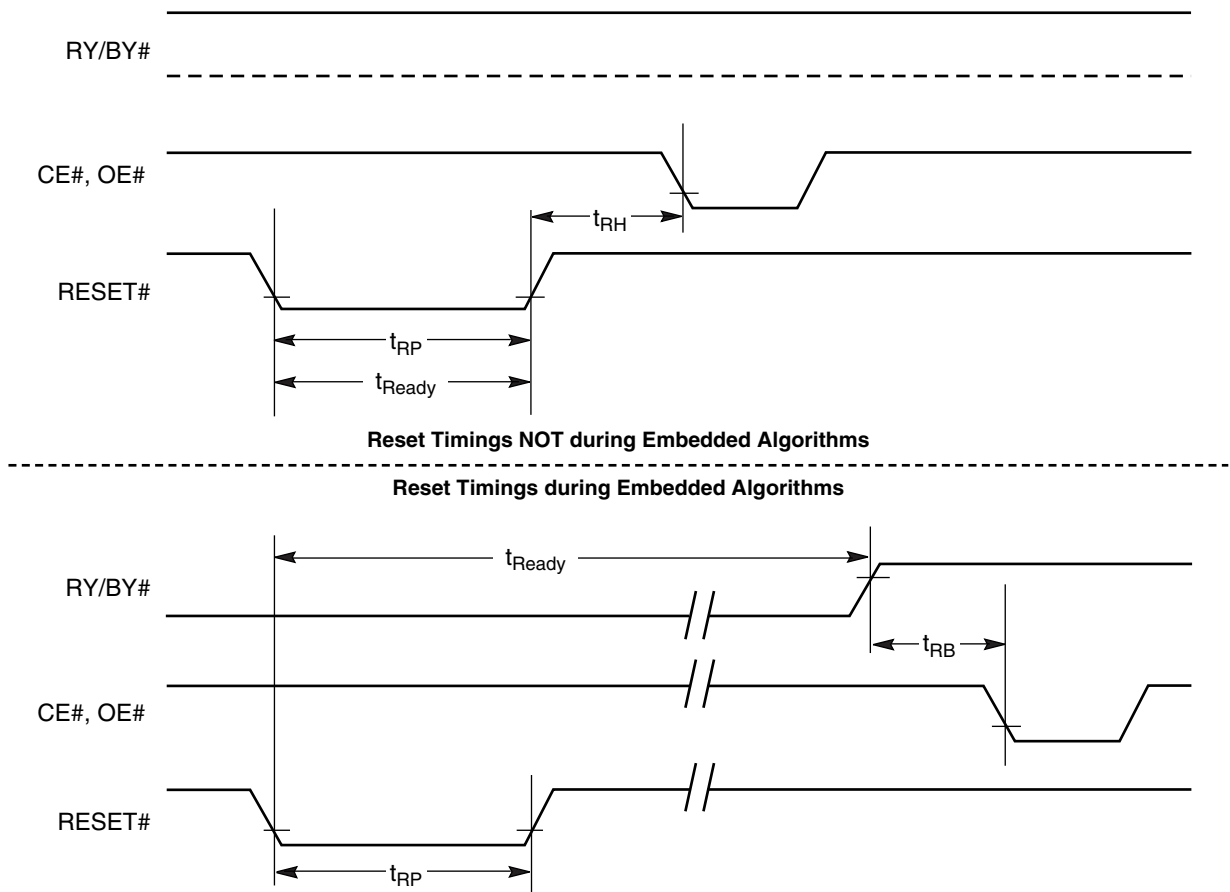 RY/BY#
CE#, OE#
tRH
RESET#
tRP
tReady
Reset Timings NOT during Embedded Algorithms
Reset Timings during Embedded Algorithms
tReady
RY/BY#
tRB
CE#, OE#
RESET#
tRP